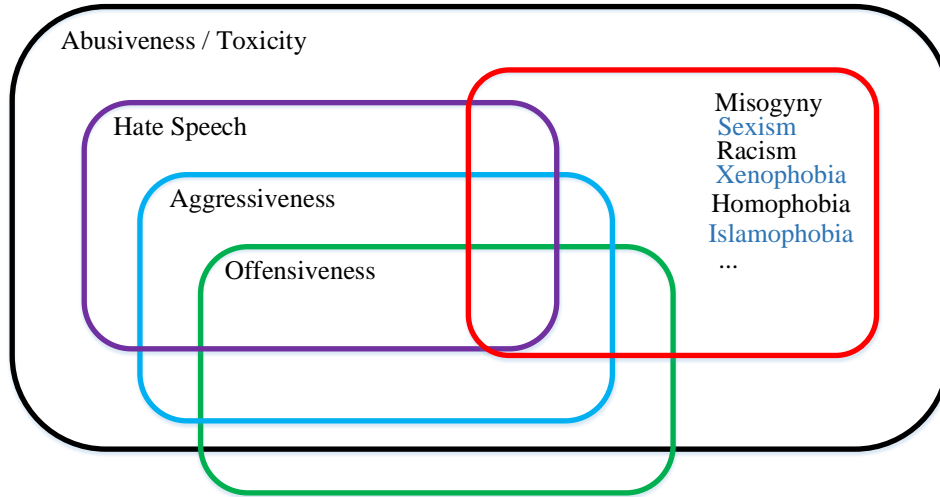 Abusiveness / Toxicity
Hate Speech
Aggressiveness
Offensiveness
Misogyny
Sexism
Racism
Xenophobia
Homophobia
Islamophobia
...